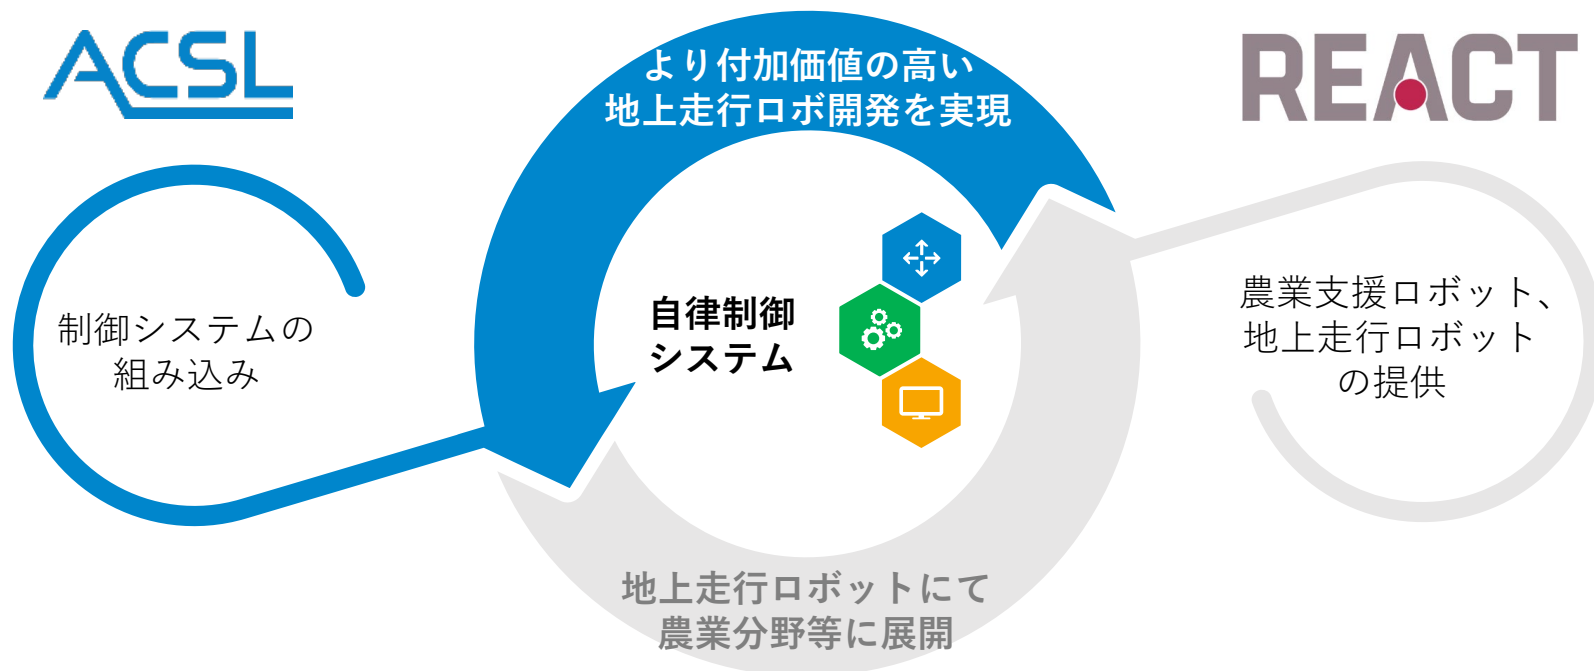 ACSL
より付加価値の高い
地上走行ロボ開発を実現
REACT
制御システムの
組み込み
自律制御
システム
農業支援ロボット、
地上走行ロボット
の提供
地上走行ロボットにて
農業分野等に展開